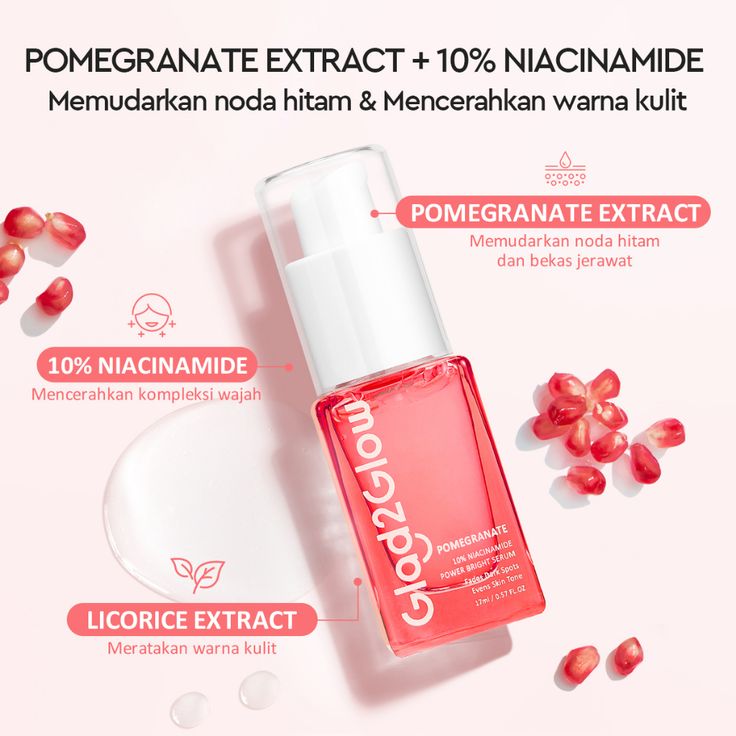 POMEGRANATE EXTRACT + 10% NIACINAMIDE
Memudarkan noda hitam & Mencerahkan warna kulit
POMEGRANATE EXTRACT
Memudarkan noda hitam
dan bekas jerawat
10% NIACINAMIDE
Mencerahkan kompleksi wajah
Glad2Glow
POMEGRANATE
10% NIACINAMIDE
POWER BRIGHT SERUM
Fades Dark Spots
Evens Skin Tone
17ml / 0.57 FL.OZ
LICORICE EXTRACT
Meratakan warna kulit